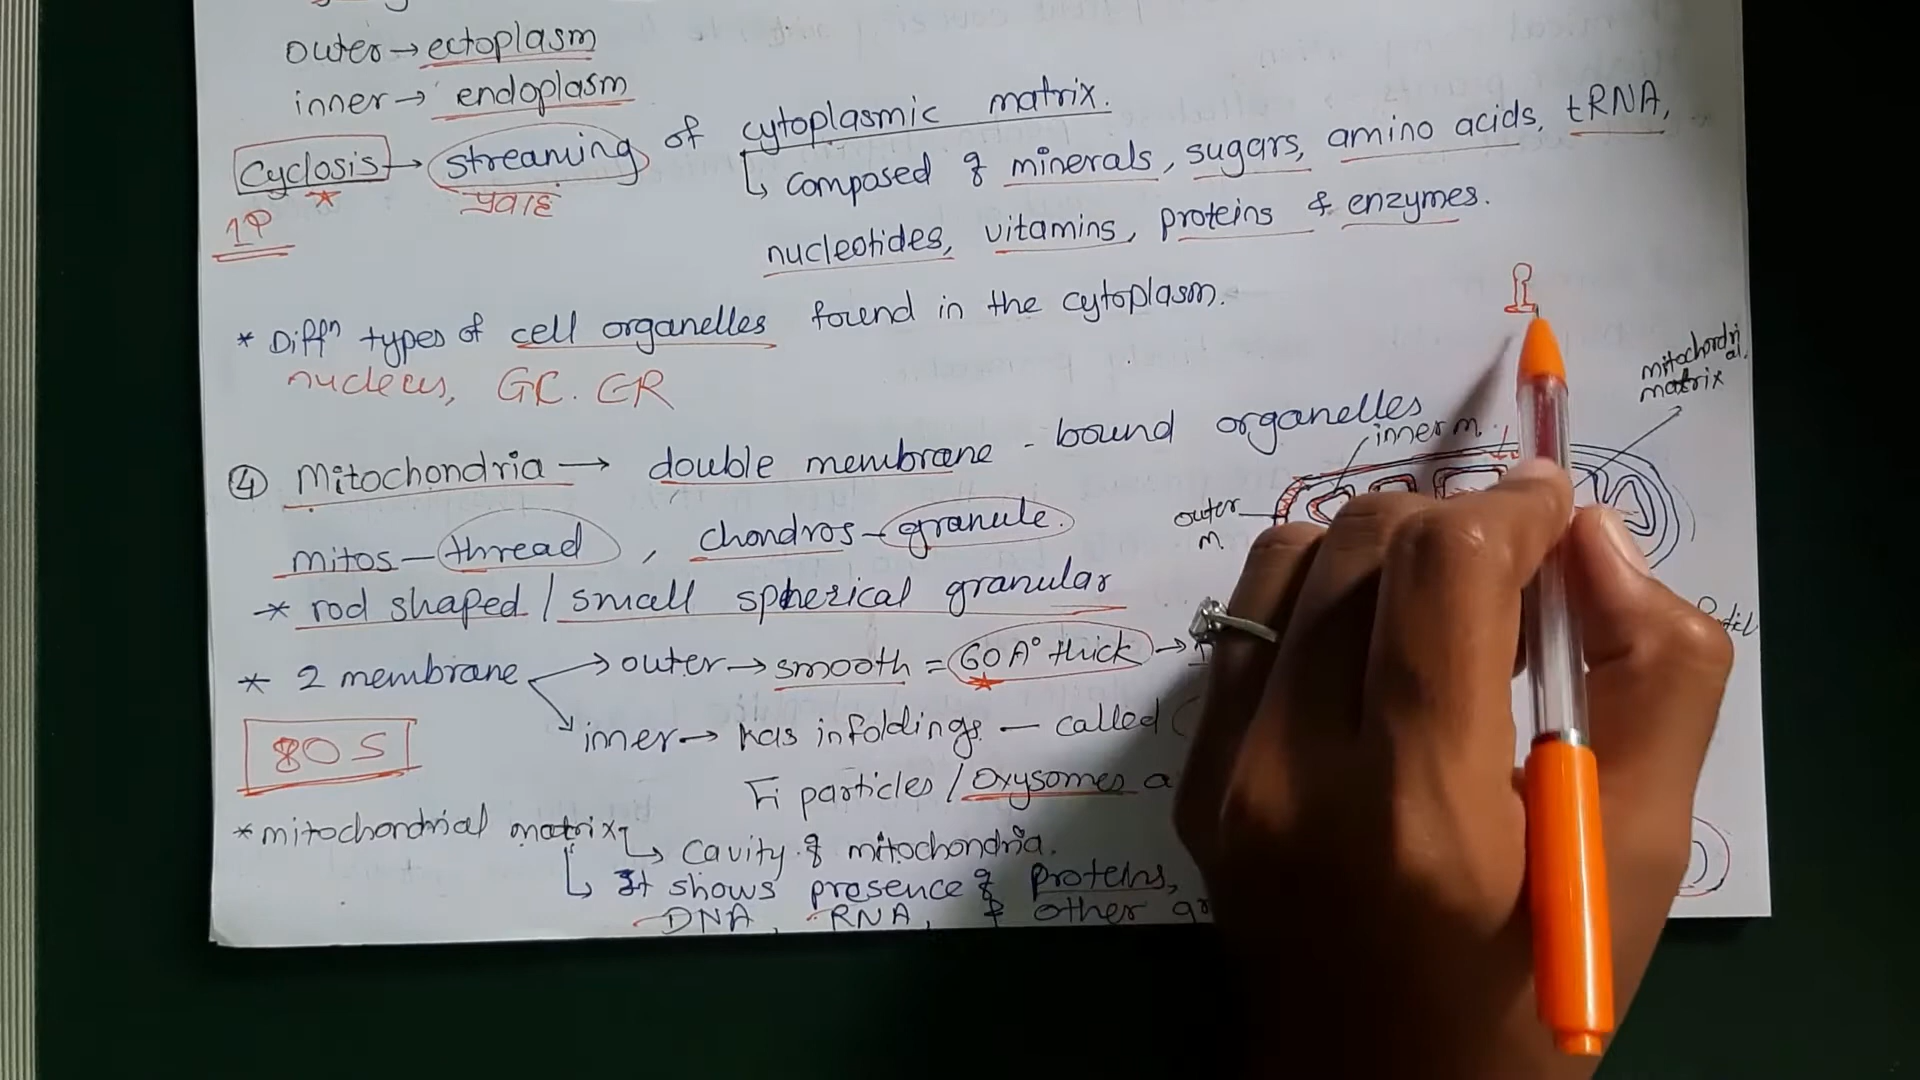 outer → ectoplasm
inner → endoplasm
Cyclosis → streaming of cytoplasmic matrix.
प्रवाह
1Φ
↳ composed of minerals, sugars, amino acids, tRNA,
nucleotides, vitamins, proteins & enzymes.
* Diffⁿ types of cell organelles found in the cytoplasm.
nucleus, GC. ER
④ Mitochondria → double membrane - bound organelles
mitos — thread, chondros — granule.
* rod shaped / small spherical granular
* 2 membrane → outer → smooth = 60 A° thick →
inner → has infoldings — called
F₁ particles / oxysomes a
80 S
* mitochondrial matrix ↳ cavity of mitochondria.
↳ It shows presence of proteins,
DNA, RNA, & other gr
mitochondrial
matrix
inner m.
outer
m.